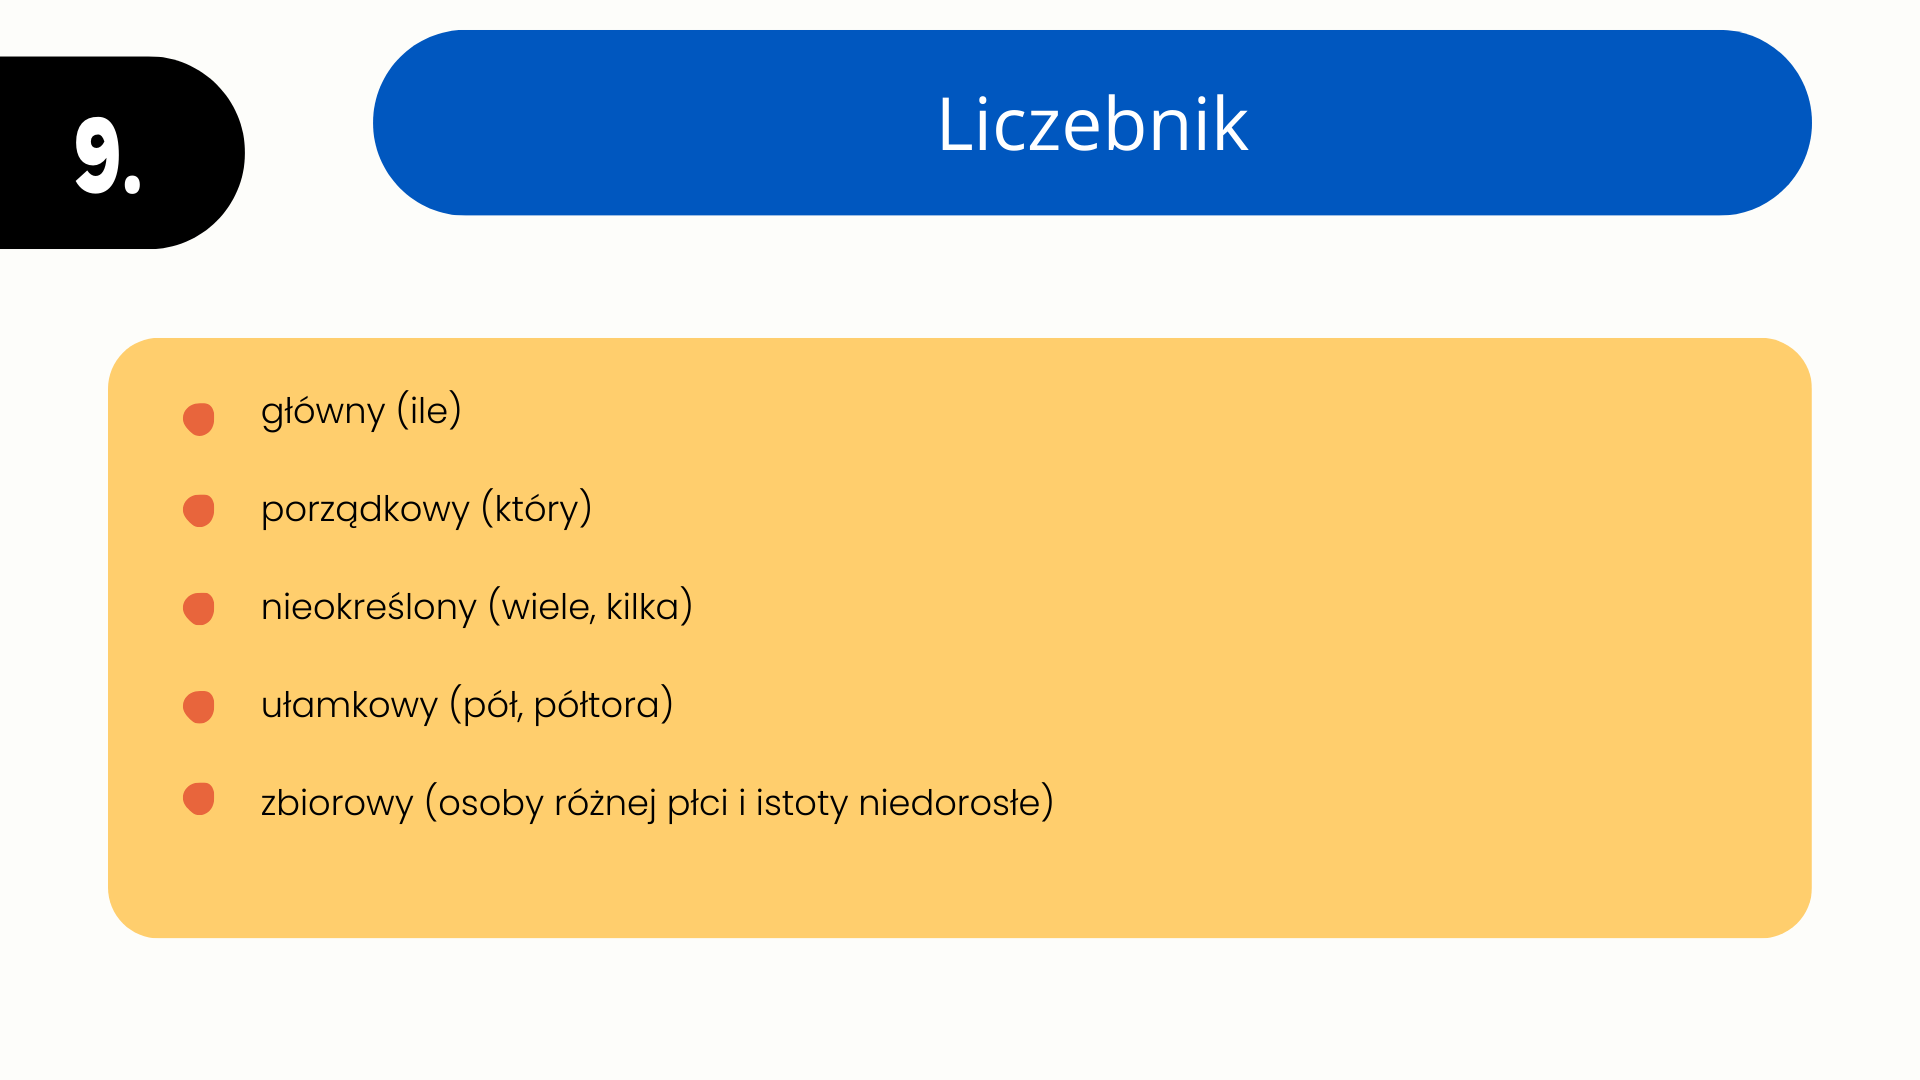 9.
Liczebnik
główny (ile)
porządkowy (który)
nieokreślony (wiele, kilka)
ułamkowy (pół, półtora)
zbiorowy (osoby różnej płci i istoty niedorosłe)